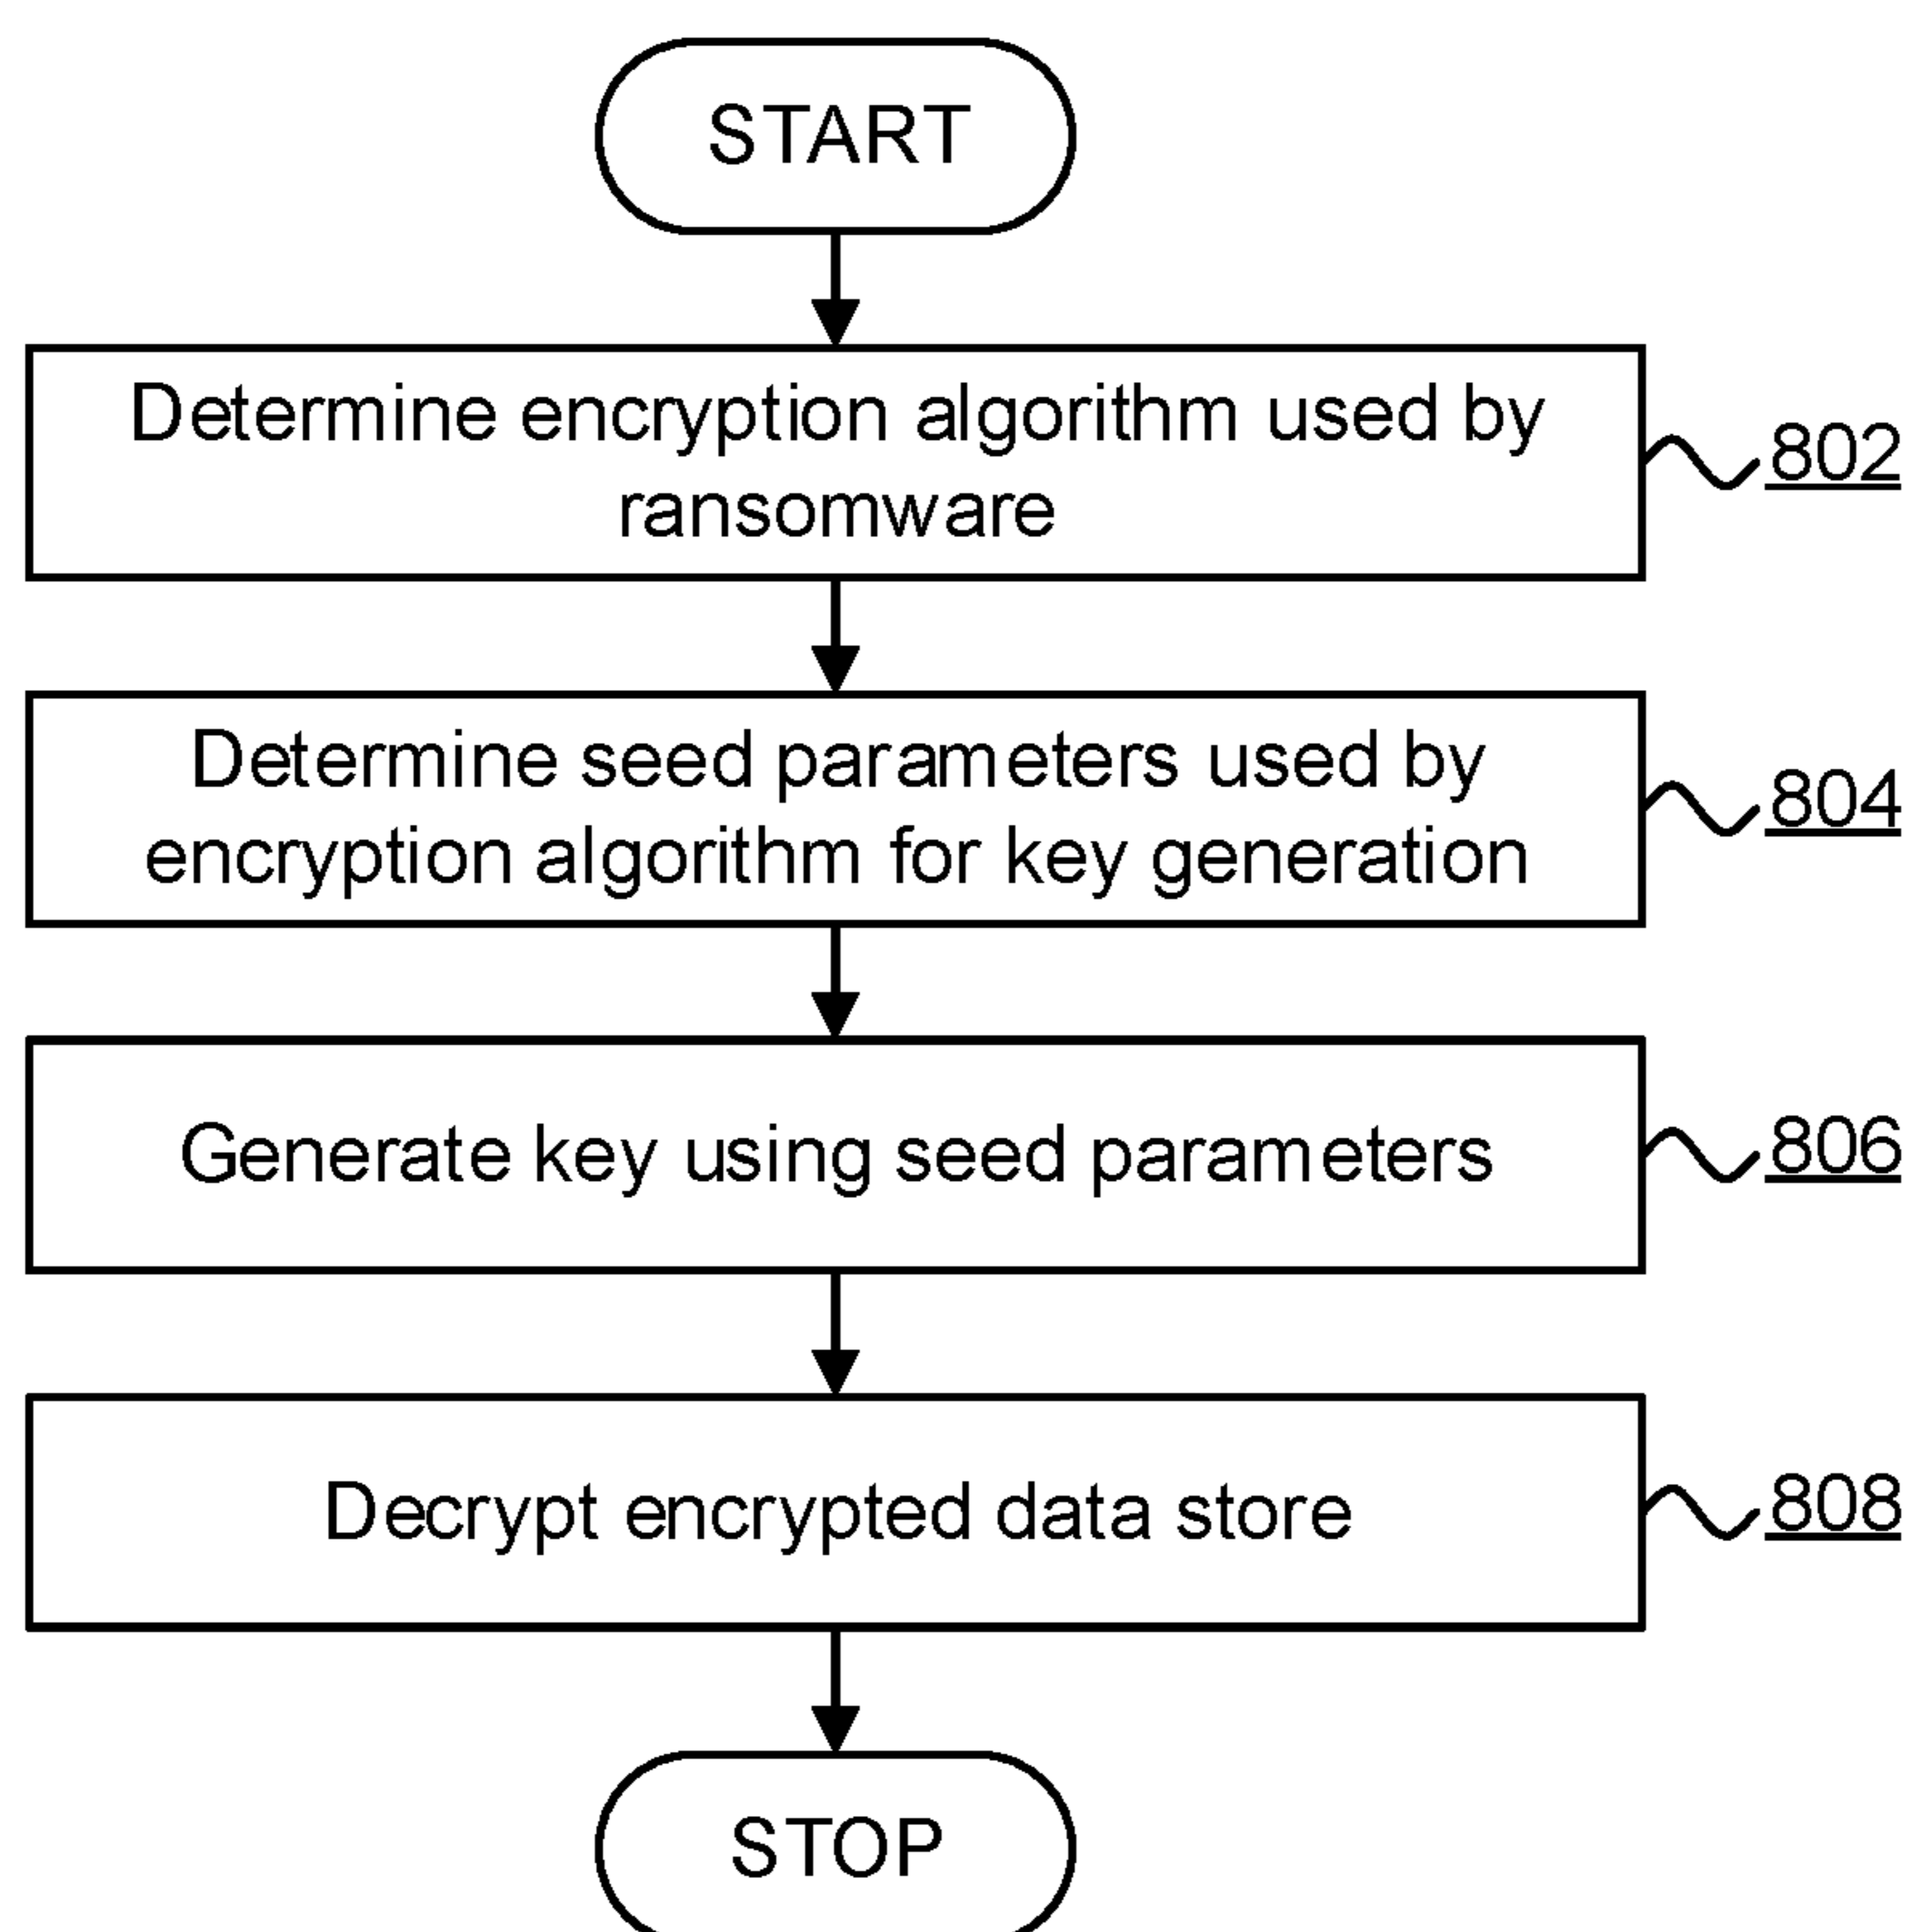 START
Determine encryption algorithm used by
ransomware
802
Determine seed parameters used by
encryption algorithm for key generation
804
Generate key using seed parameters
806
Decrypt encrypted data store
808
STOP